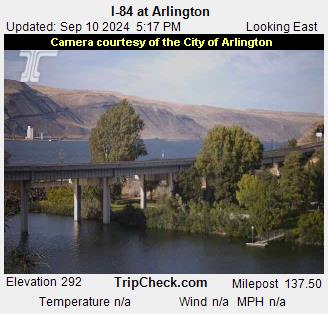 I-84 at Arlington
Updated: Sep 10 2024 5:17 PM Looking East
Camera courtesy of the City of Arlington
Elevation 292 TripCheck.com Milepost 137.50
Temperature n/a Wind n/a MPH n/a